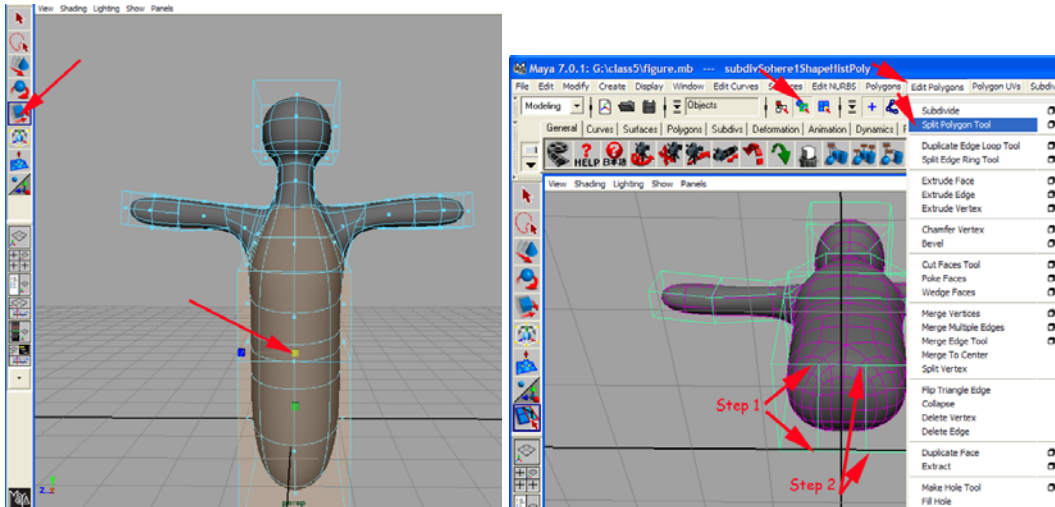 View Shading Lighting Show Panels
persp
Maya 7.0.1: G:\class5\figure.mb --- subdivSphere1ShapeHistPoly
File Edit Modify Create Display Window Edit Curves Surfaces Edit NURBS Polygons Edit Polygons Polygon UVs Subdiv
Modeling Objects
General Curves Surfaces Polygons Subdivs Deformation Animation Dynamics
HELP 日本語
View Shading Lighting Show Panels
Subdivide
Split Polygon Tool
Duplicate Edge Loop Tool
Split Edge Ring Tool
Extrude Face
Extrude Edge
Extrude Vertex
Chamfer Vertex
Bevel
Cut Faces Tool
Poke Faces
Wedge Faces
Merge Vertices
Merge Multiple Edges
Merge Edge Tool
Merge To Center
Split Vertex
Flip Triangle Edge
Collapse
Delete Vertex
Delete Edge
Duplicate Face
Extract
Make Hole Tool
Fill Hole
Step 1
Step 2